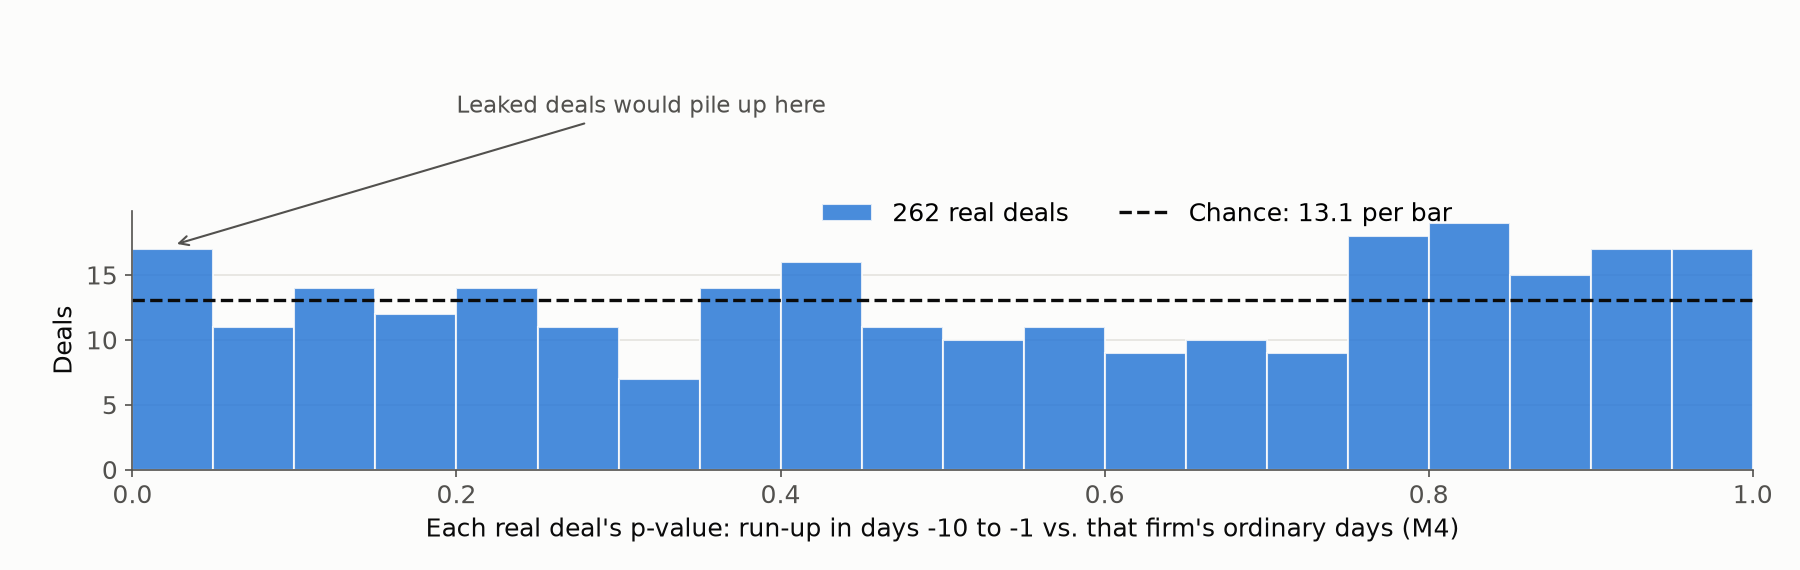 Leaked deals would pile up here
262 real deals
Chance: 13.1 per bar
Deals
15
10
5
0
0.0 0.2 0.4 0.6 0.8 1.0
Each real deal's p-value: run-up in days -10 to -1 vs. that firm's ordinary days (M4)